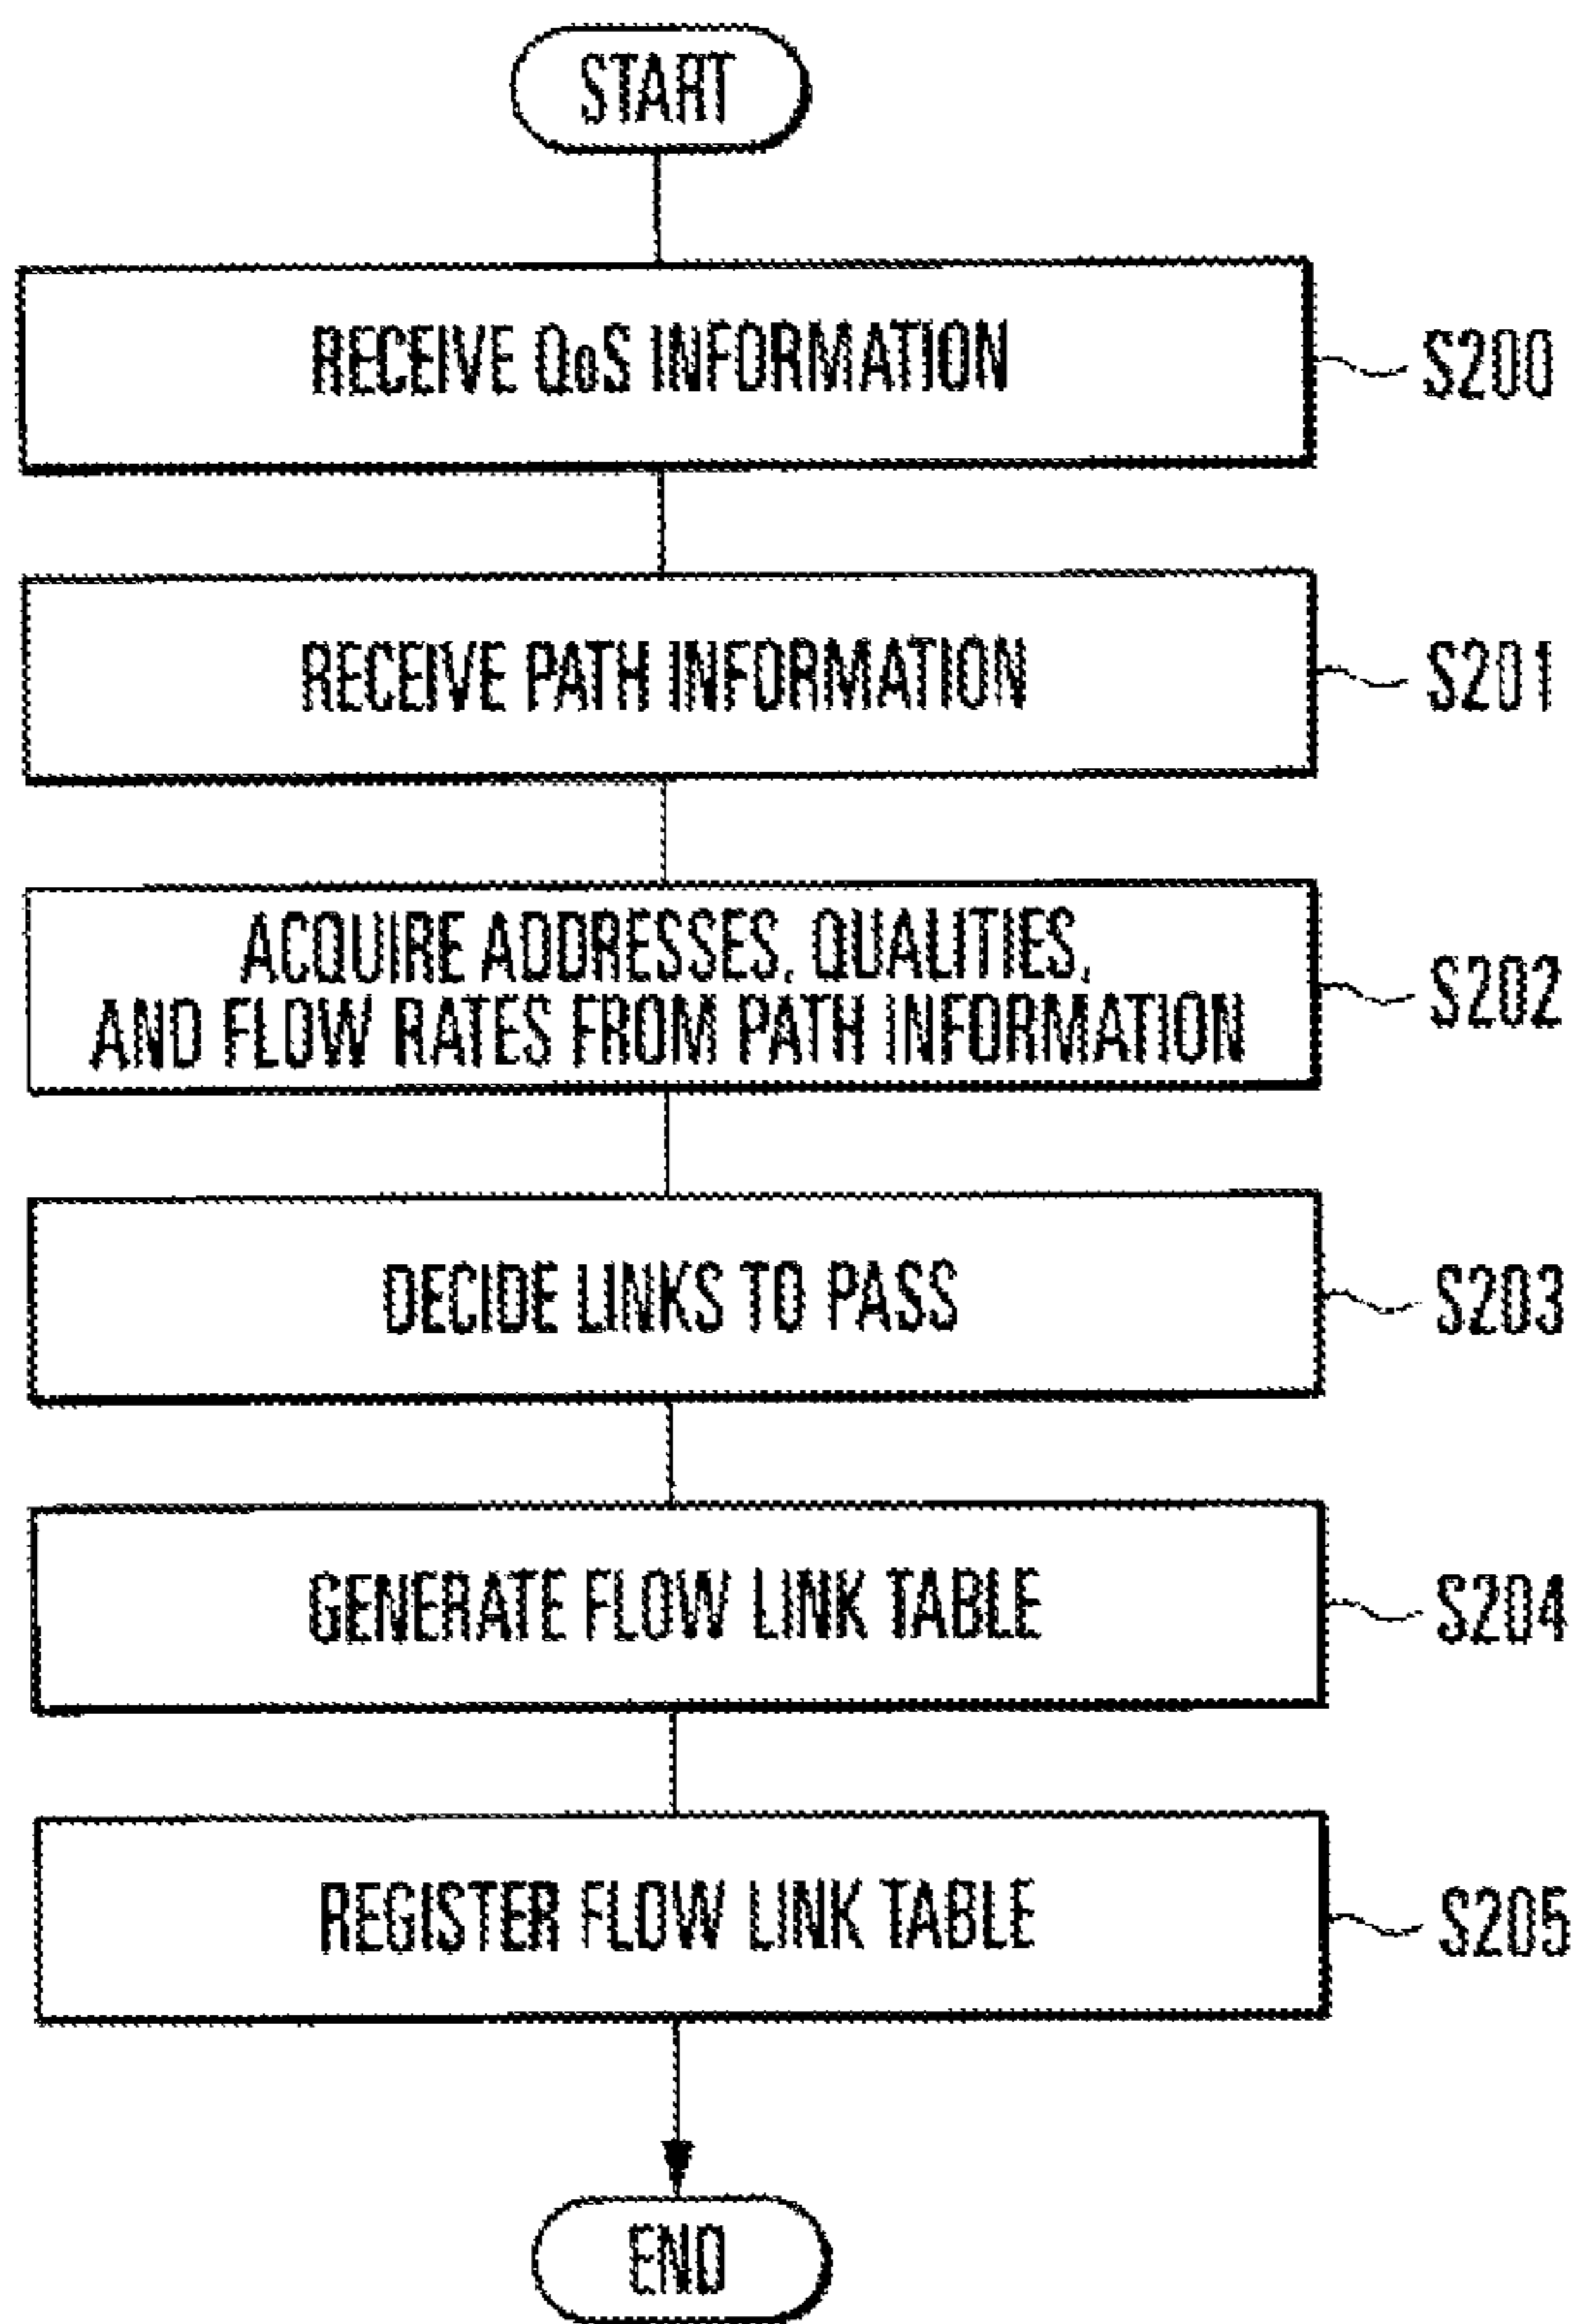 START
RECEIVE QoS INFORMATION
S200
RECEIVE PATH INFORMATION
S201
ACQUIRE ADDRESSES, QUALITIES,
AND FLOW RATES FROM PATH INFORMATION
S202
DECIDE LINKS TO PASS
S203
GENERATE FLOW LINK TABLE
S204
REGISTER FLOW LINK TABLE
S205
END